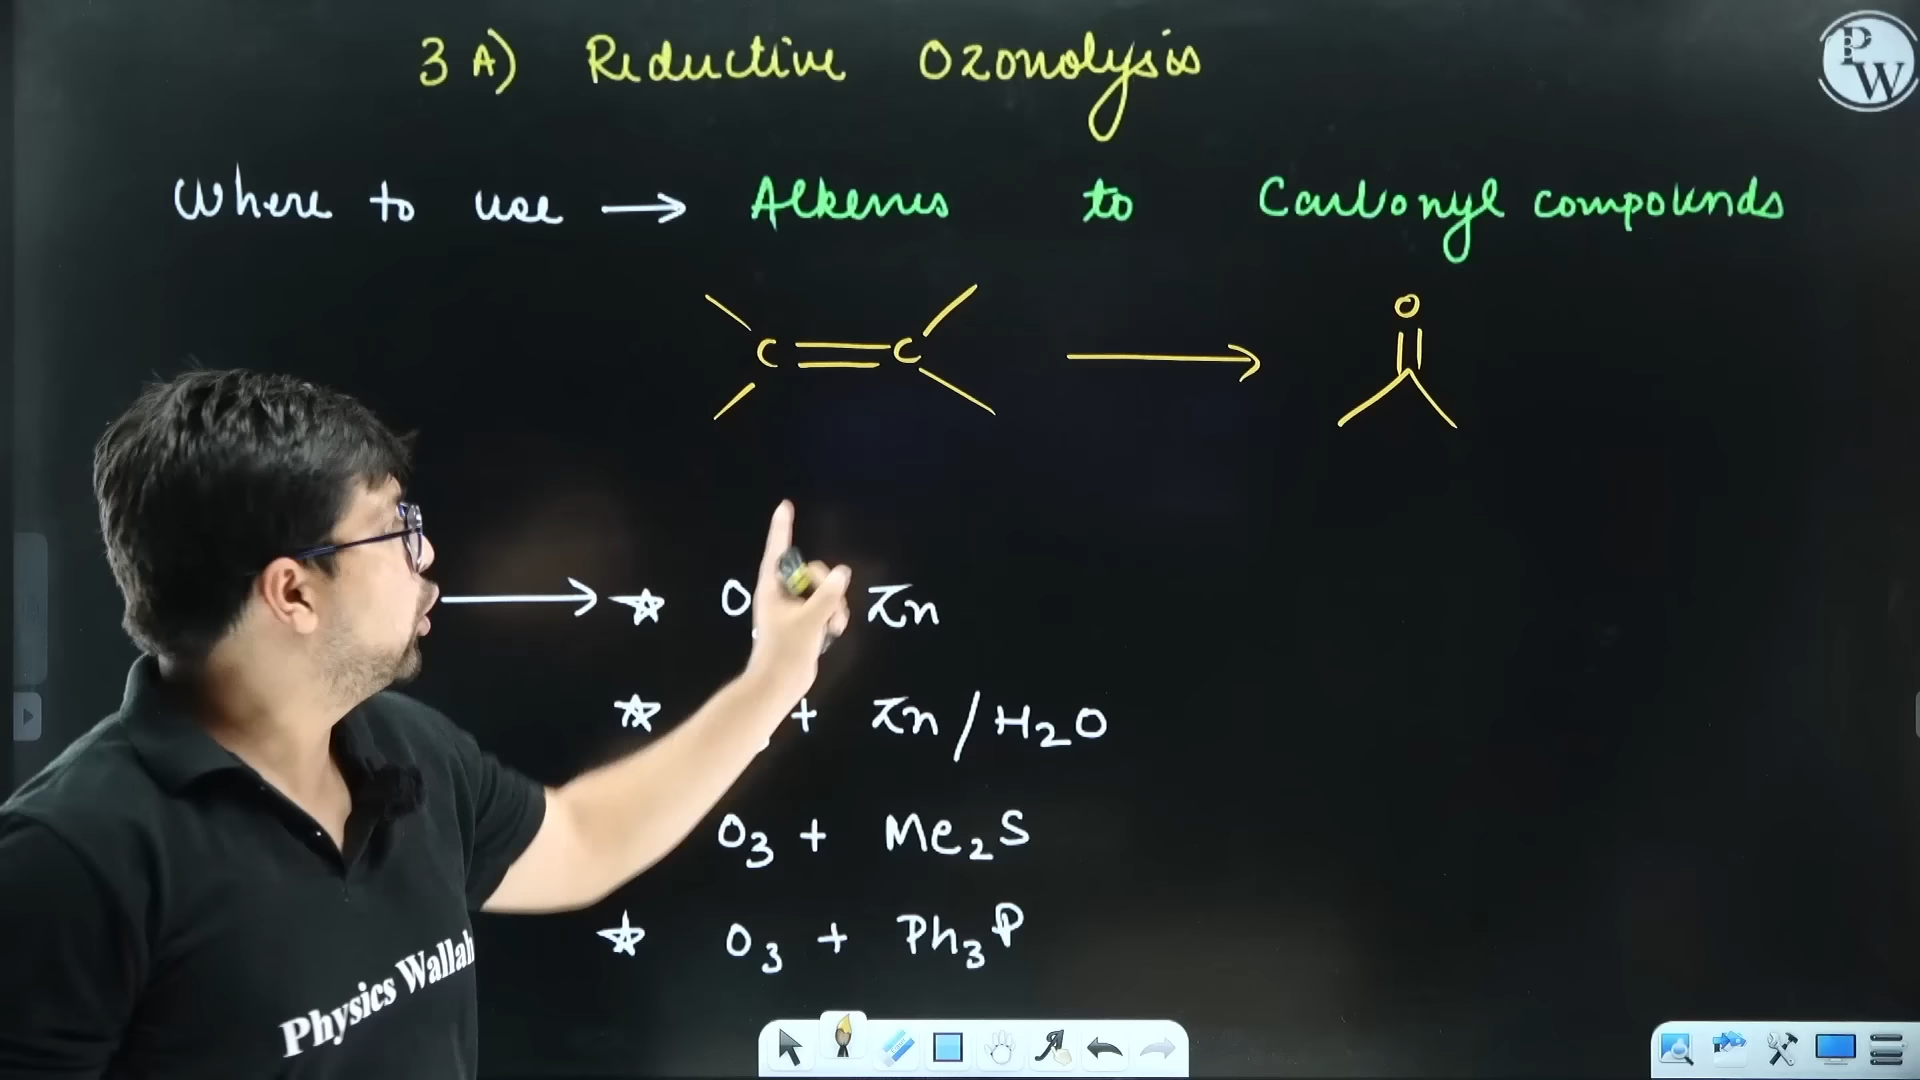 3 A) Reductive Ozonolysis
PW
Where to use → Alkenes to Carbonyl compounds
C = C → O
→ ☆ O Zn
☆ + Zn / H2O
O3 + Me2S
☆ O3 + Ph3P
Physics Wallah